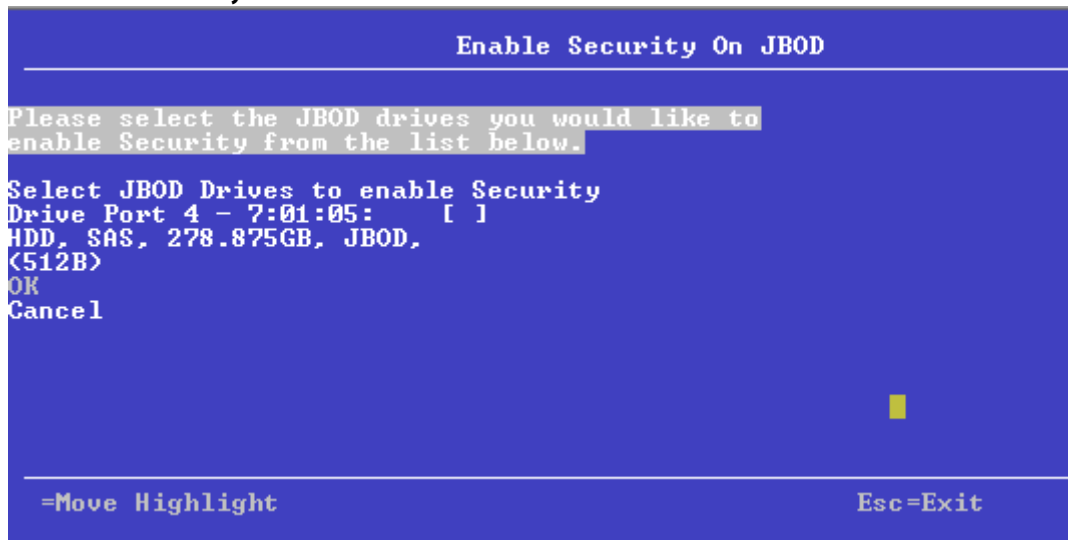 Enable Security On JBOD
Please select the JBOD drives you would like to
enable Security from the list below.
Select JBOD Drives to enable Security
Drive Port 4 - 7:01:05: [ ]
HDD, SAS, 278.875GB, JBOD,
<512B>
OK
Cancel
=Move Highlight Esc=Exit